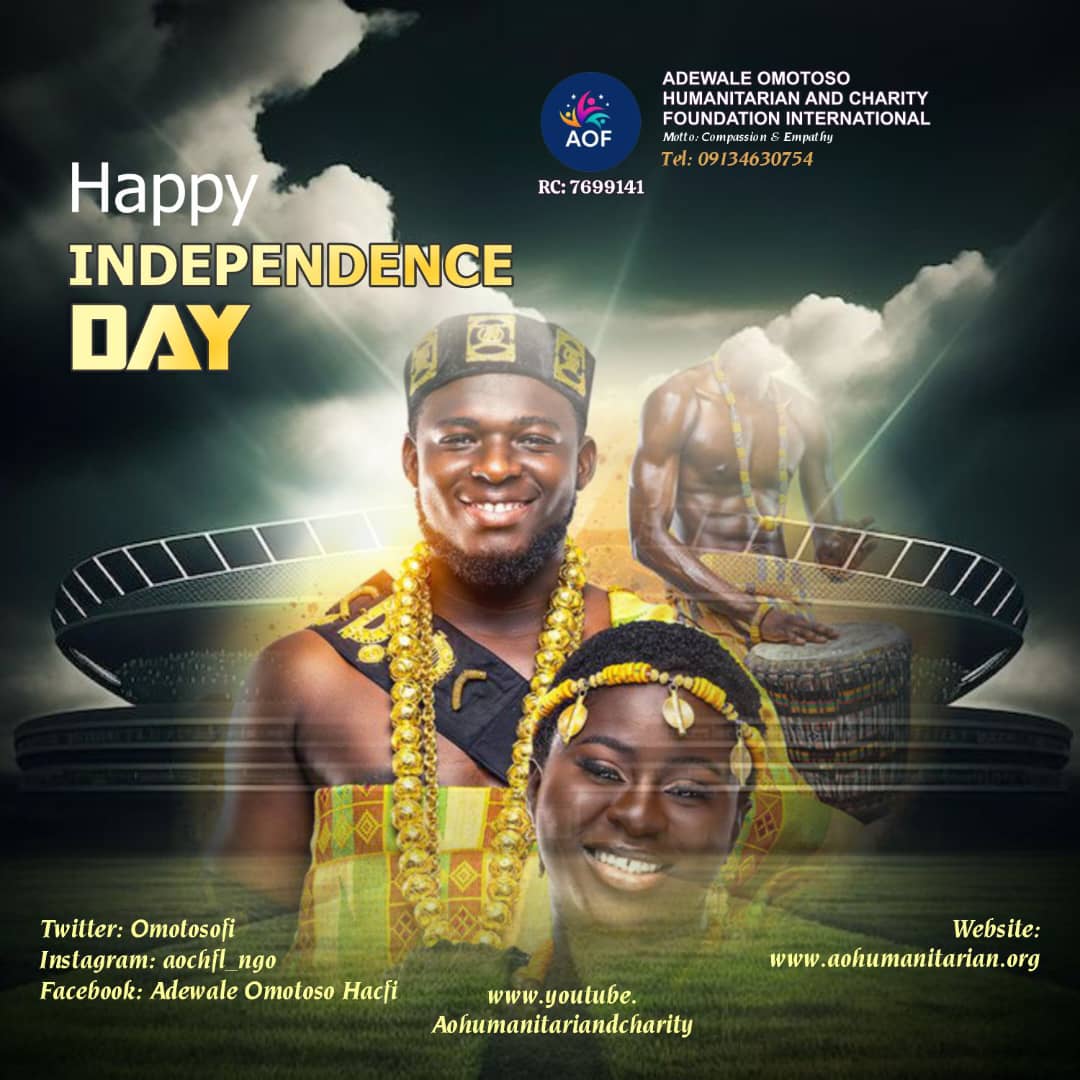 AOF
RC: 7699141
ADEWALE OMOTOSO
HUMANITARIAN AND CHARITY
FOUNDATION INTERNATIONAL
Motto: Compassion & Empathy
Tel: 09134630754
Happy
INDEPENDENCE
DAY
Twitter: Omotosofi
Instagram: aochfl_ngo
Facebook: Adewale Omotoso Hacfi
www.youtube.
Aohumanitariandcharity
Website:
www.aohumanitarian.org